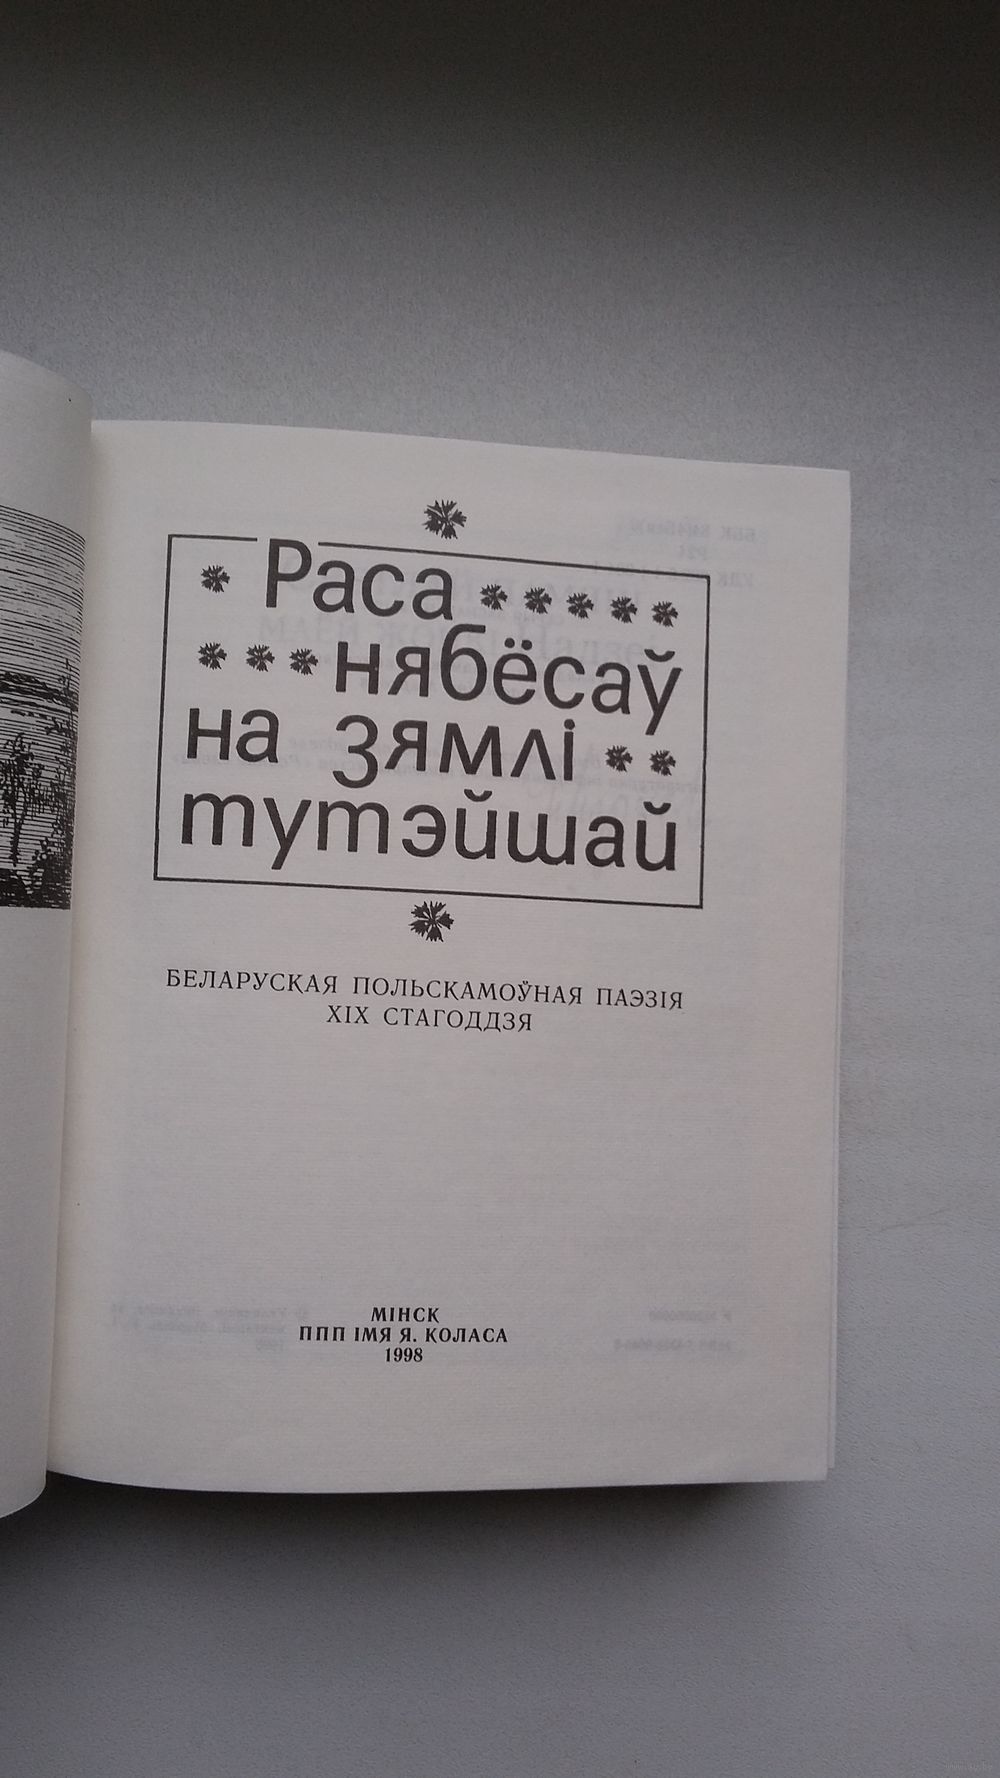 Раса
нябёсаў
на зямлі
тутэйшай
БЕЛАРУСКАЯ ПОЛЬСКАМОЎНАЯ ПАЭЗІЯ
XIX СТАГОДДЗЯ
МІНСК
ППП ІМЯ Я. КОЛАСА
1998